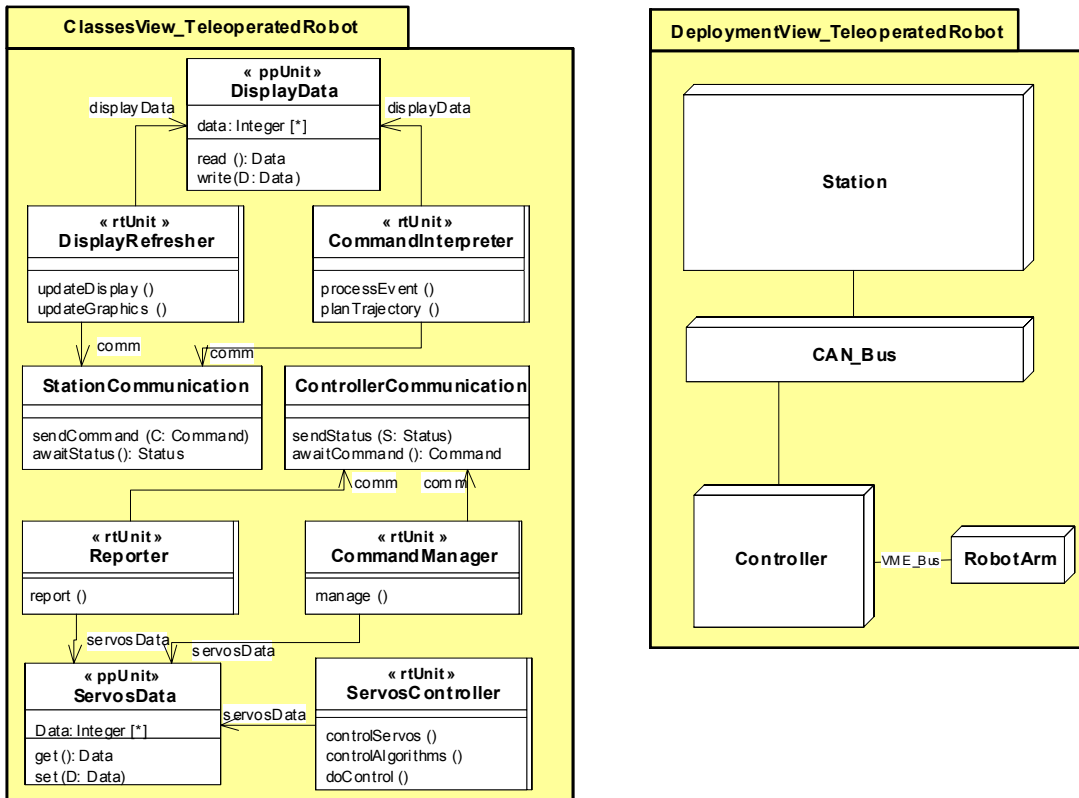 ClassesView_TeleoperatedRobot
« ppUnit »
DisplayData
data: Integer [*]
read (): Data
write(D: Data)
displayData
displayData
« rtUnit »
DisplayRefresher
updateDisplay ()
updateGraphics ()
« rtUnit »
CommandInterpreter
processEvent ()
planTrajectory ()
comm
comm
StationCommunication
sendCommand (C: Command)
awaitStatus(): Status
ControllerCommunication
sendStatus (S: Status)
awaitCommand (): Command
comm
comm
« rtUnit »
Reporter
report ()
« rtUnit »
CommandManager
manage ()
servosData
servosData
« ppUnit»
ServosData
Data: Integer [*]
get (): Data
set(D: Data)
servosData
« rtUnit »
ServosController
controlServos ()
controlAlgorithms ()
doControl ()
DeploymentView_TeleoperatedRobot
Station
CAN_Bus
Controller
VME_Bus
RobotArm